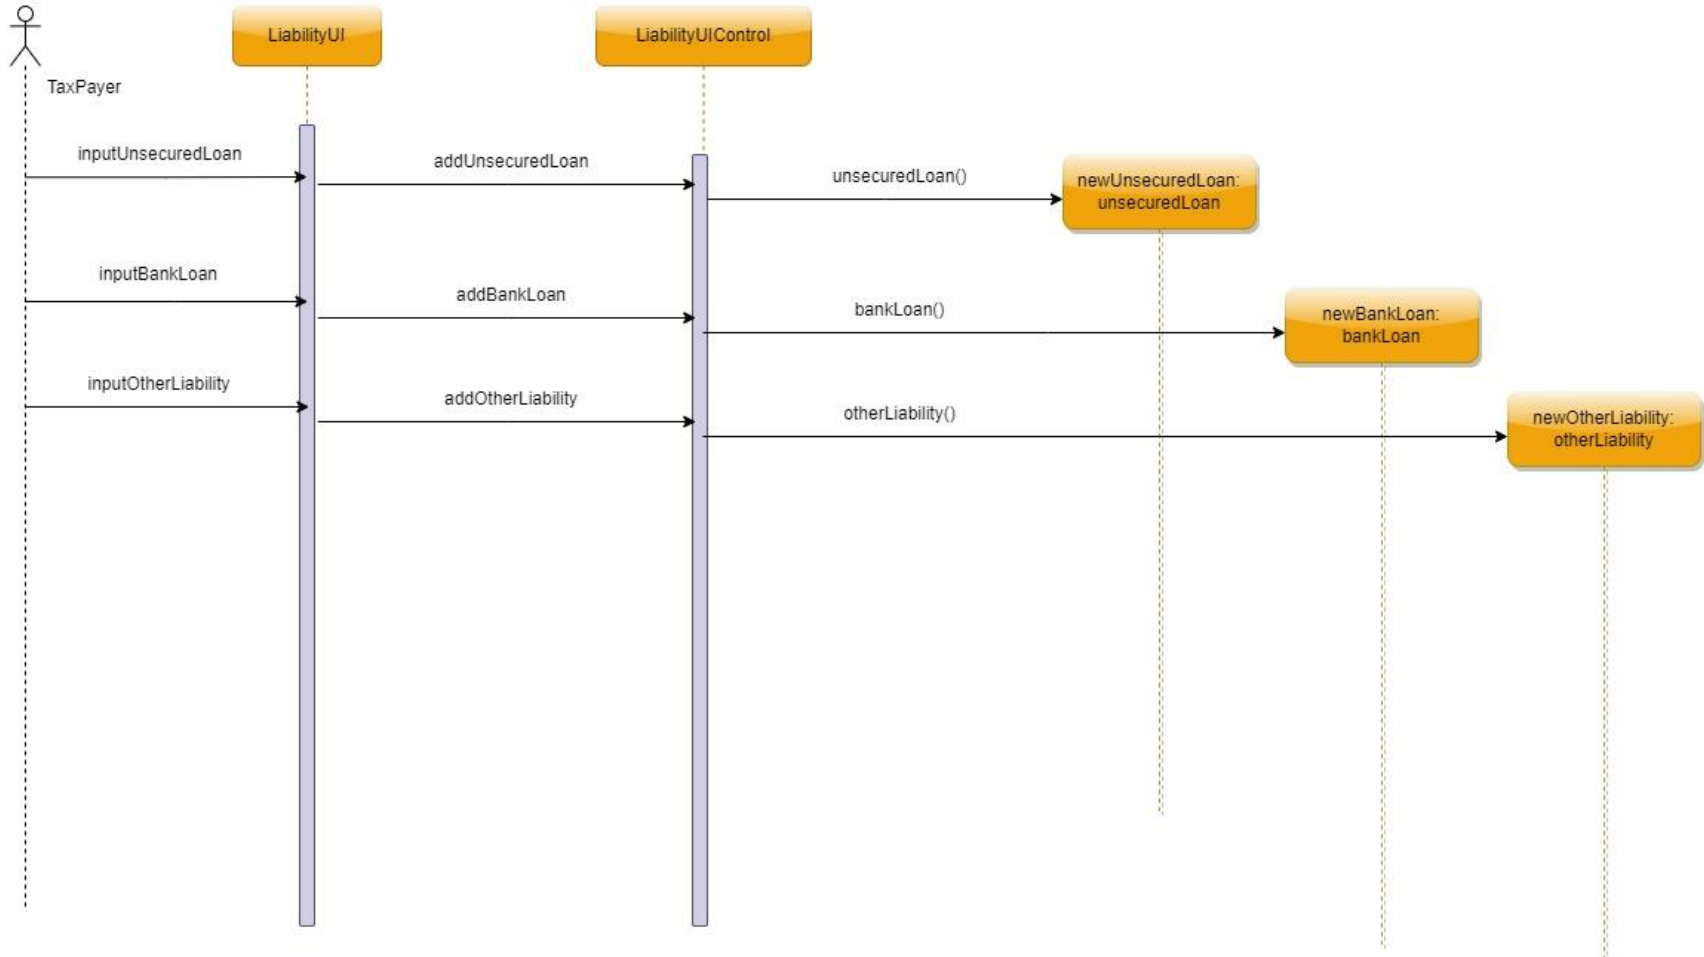 LiabilityUI
LiabilityUIControl
TaxPayer
inputUnsecuredLoan
addUnsecuredLoan
unsecuredLoan()
newUnsecuredLoan:
unsecuredLoan
inputBankLoan
addBankLoan
bankLoan()
newBankLoan:
bankLoan
inputOtherLiability
addOtherLiability
otherLiability()
newOtherLiability:
otherLiability